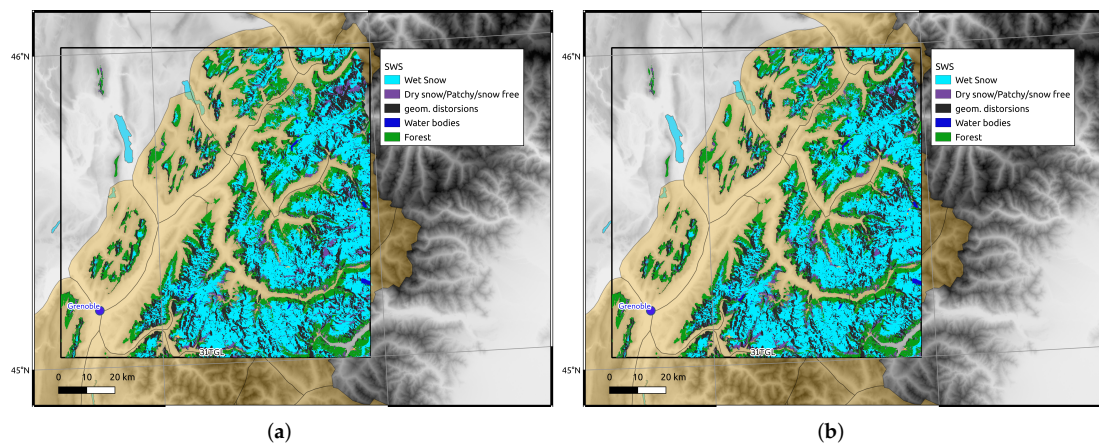 46°N
SWS
Wet Snow
Dry snow/Patchy/snow free
geom. distorsions
Water bodies
Forest
Grenoble
31TGL
45°N
0 10 20 km
(a)
46°N
SWS
Wet Snow
Dry snow/Patchy/snow free
geom. distorsions
Water bodies
Forest
Grenoble
31TGL
45°N
0 10 20 km
(b)